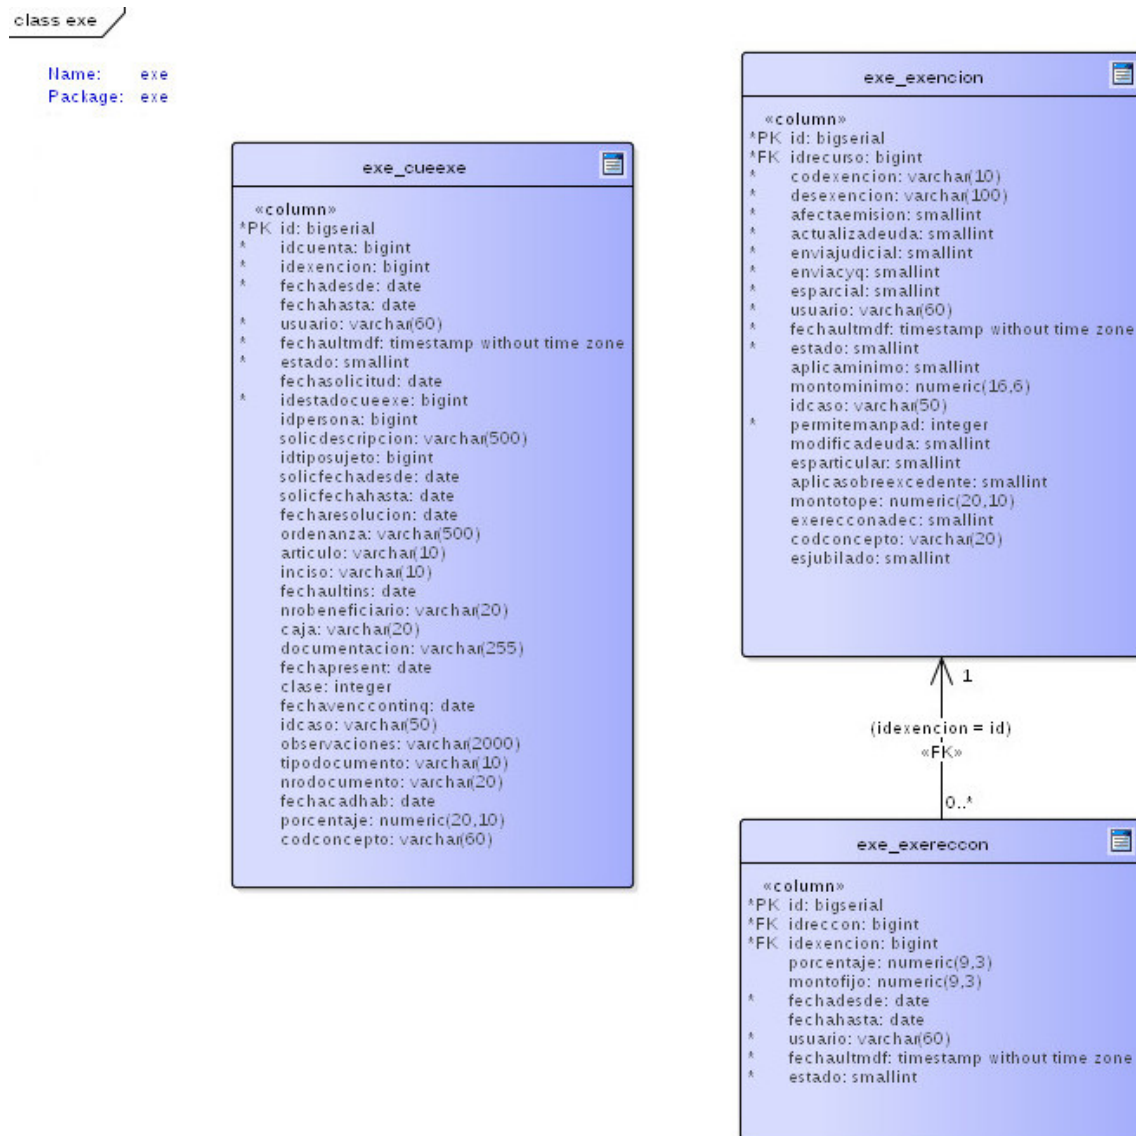 class exe
Name: exe
Package: exe
exe_cueexe
«column»
*PK id: bigserial
* idcuenta: bigint
* idexencion: bigint
* fechadesde: date
fechahasta: date
* usuario: varchar(60)
* fechaultmdf: timestamp without time zone
* estado: smallint
fechasolicitud: date
* idestadocueexe: bigint
idpersona: bigint
solicdescripcion: varchar(500)
idtiposujeto: bigint
solicfechadesde: date
solicfechahasta: date
fecharesolucion: date
ordenanza: varchar(500)
articulo: varchar(10)
inciso: varchar(10)
fechaultins: date
nrobeneficiario: varchar(20)
caja: varchar(20)
documentacion: varchar(255)
fechapresent: date
clase: integer
fechavenccontinq: date
idcaso: varchar(50)
observaciones: varchar(2000)
tipodocumento: varchar(10)
nrodocumento: varchar(20)
fechacadhab: date
porcentaje: numeric(20,10)
codconcepto: varchar(60)
exe_exencion
«column»
*PK id: bigserial
*FK idrecurso: bigint
* codexencion: varchar(10)
* desexencion: varchar(100)
* afectaemision: smallint
* actualizadeuda: smallint
* enviajudicial: smallint
* enviacyq: smallint
* esparcial: smallint
* usuario: varchar(60)
* fechaultmdf: timestamp without time zone
* estado: smallint
aplicaminimo: smallint
montominimo: numeric(16,6)
idcaso: varchar(50)
* permitemanpad: integer
modificadeuda: smallint
esparticular: smallint
aplicasobreexcedente: smallint
montotope: numeric(20,10)
exerecconadec: smallint
codconcepto: varchar(20)
esjubilado: smallint
1
(idexencion = id)
«FK»
0..*
exe_exereccon
«column»
*PK id: bigserial
*FK idreccon: bigint
*FK idexencion: bigint
porcentaje: numeric(9,3)
montofijo: numeric(9,3)
* fechadesde: date
fechahasta: date
* usuario: varchar(60)
* fechaultmdf: timestamp without time zone
* estado: smallint